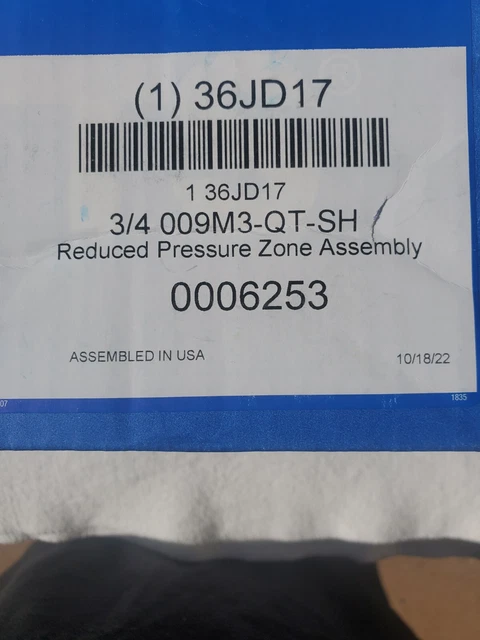 (1) 36JD17
1 36JD17
3/4 009M3-QT-SH
Reduced Pressure Zone Assembly
0006253
ASSEMBLED IN USA 10/18/22
07 1835